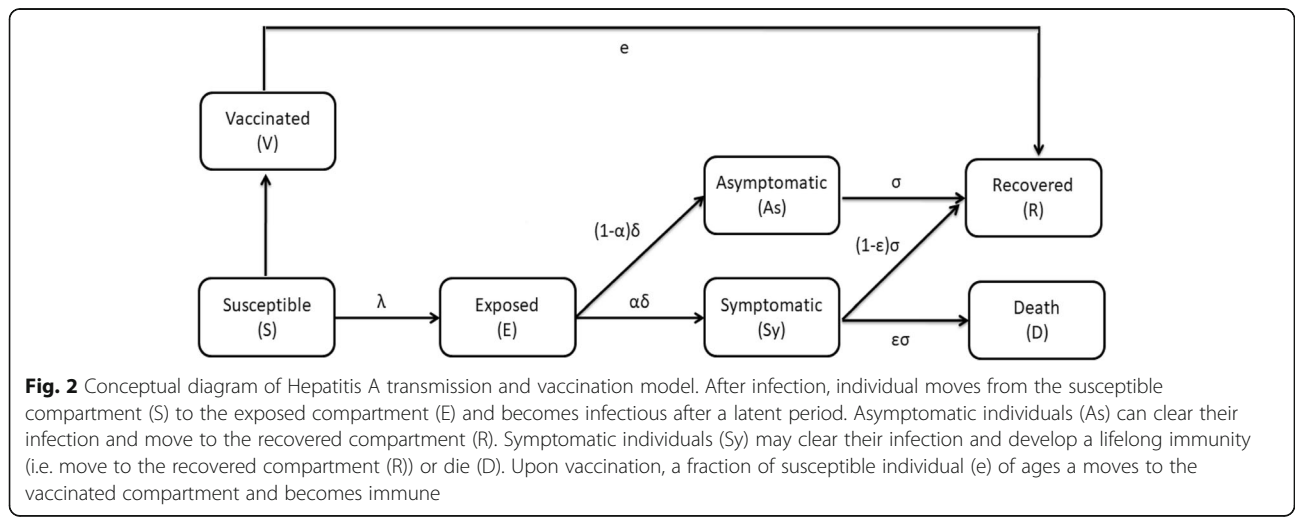 e
Vaccinated
(V)
Asymptomatic
(As)
σ
Recovered
(R)
(1-α)δ
(1-ε)σ
Susceptible
(S)
λ
Exposed
(E)
αδ
Symptomatic
(Sy)
εσ
Death
(D)
Fig. 2 Conceptual diagram of Hepatitis A transmission and vaccination model. After infection, individual moves from the susceptible
compartment (S) to the exposed compartment (E) and becomes infectious after a latent period. Asymptomatic individuals (As) can clear their
infection and move to the recovered compartment (R). Symptomatic individuals (Sy) may clear their infection and develop a lifelong immunity
(i.e. move to the recovered compartment (R)) or die (D). Upon vaccination, a fraction of susceptible individual (e) of ages a moves to the
vaccinated compartment and becomes immune